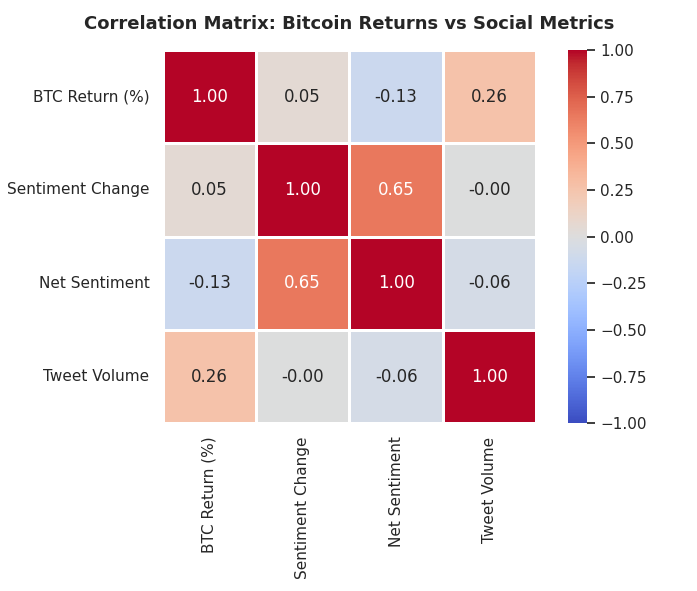 Correlation Matrix: Bitcoin Returns vs Social Metrics
BTC Return (%)
1.00 0.05 -0.13 0.26
Sentiment Change
0.05 1.00 0.65 -0.00
Net Sentiment
-0.13 0.65 1.00 -0.06
Tweet Volume
0.26 -0.00 -0.06 1.00
BTC Return (%)
Sentiment Change
Net Sentiment
Tweet Volume
1.00
0.75
0.50
0.25
0.00
−0.25
−0.50
−0.75
−1.00